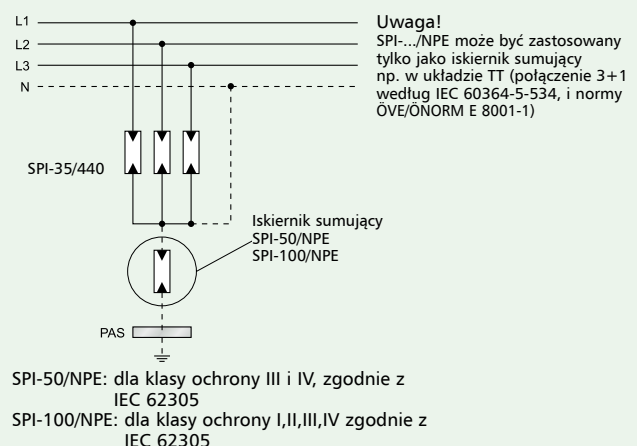 L1
L2
L3
N
Uwaga!
SPI-.../NPE może być zastosowany
tylko jako iskiernik sumujący
np. w układzie TT (połączenie 3+1
według IEC 60364-5-534, i normy
ÖVE/ÖNORM E 8001-1)
SPI-35/440
Iskiernik sumujący
SPI-50/NPE
SPI-100/NPE
PAS
SPI-50/NPE: dla klasy ochrony III i IV, zgodnie z
IEC 62305
SPI-100/NPE: dla klasy ochrony I,II,III,IV zgodnie z
IEC 62305